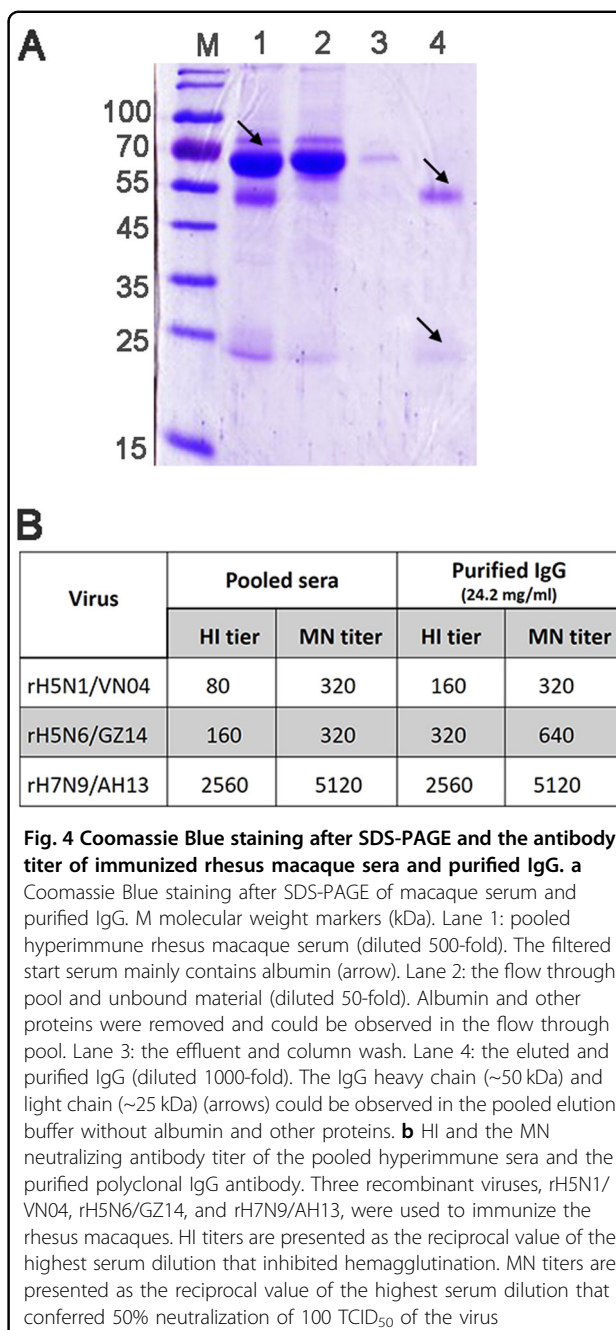 A
M 1 2 3 4
100
70
55
45
35
25
15
B
Virus Pooled sera Purified IgG
(24.2 mg/ml)
HI tier MN titer HI tier MN titer
rH5N1/VN04 80 320 160 320
rH5N6/GZ14 160 320 320 640
rH7N9/AH13 2560 5120 2560 5120
Fig. 4 Coomassie Blue staining after SDS-PAGE and the antibody
titer of immunized rhesus macaque sera and purified IgG. a
Coomassie Blue staining after SDS-PAGE of macaque serum and
purified IgG. M molecular weight markers (kDa). Lane 1: pooled
hyperimmune rhesus macaque serum (diluted 500-fold). The filtered
start serum mainly contains albumin (arrow). Lane 2: the flow through
pool and unbound material (diluted 50-fold). Albumin and other
proteins were removed and could be observed in the flow through
pool. Lane 3: the effluent and column wash. Lane 4: the eluted and
purified IgG (diluted 1000-fold). The IgG heavy chain (~50 kDa) and
light chain (~25 kDa) (arrows) could be observed in the pooled elution
buffer without albumin and other proteins. b HI and the MN
neutralizing antibody titer of the pooled hyperimmune sera and the
purified polyclonal IgG antibody. Three recombinant viruses, rH5N1/
VN04, rH5N6/GZ14, and rH7N9/AH13, were used to immunize the
rhesus macaques. HI titers are presented as the reciprocal value of the
highest serum dilution that inhibited hemagglutination. MN titers are
presented as the reciprocal value of the highest serum dilution that
conferred 50% neutralization of 100 TCID₅₀ of the virus